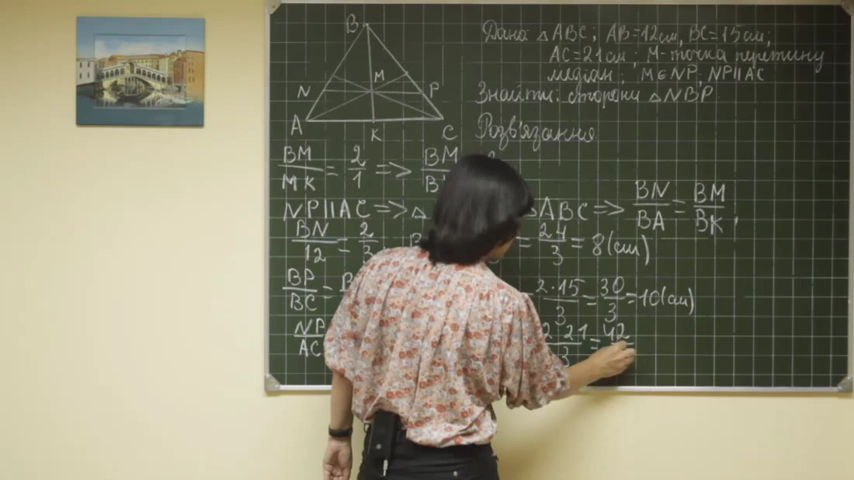 B
M
N P
A K C
Дано △ABC, AB=12см, BC=15см;
AC=21см; M-точка перетину
медіан; M∈NP, NP||AC
Знайти: сторони △NBP
Розв'язання
BM/MK = 2/1 => BM
NP||AC => △ △ABC => BN/BA = BM/BK;
BN/12 = 2/3 = 24/3 = 8(см)
BP/BC = 2·15/3 = 30/3 = 10(см)
NP/AC 2·21/3 = 42